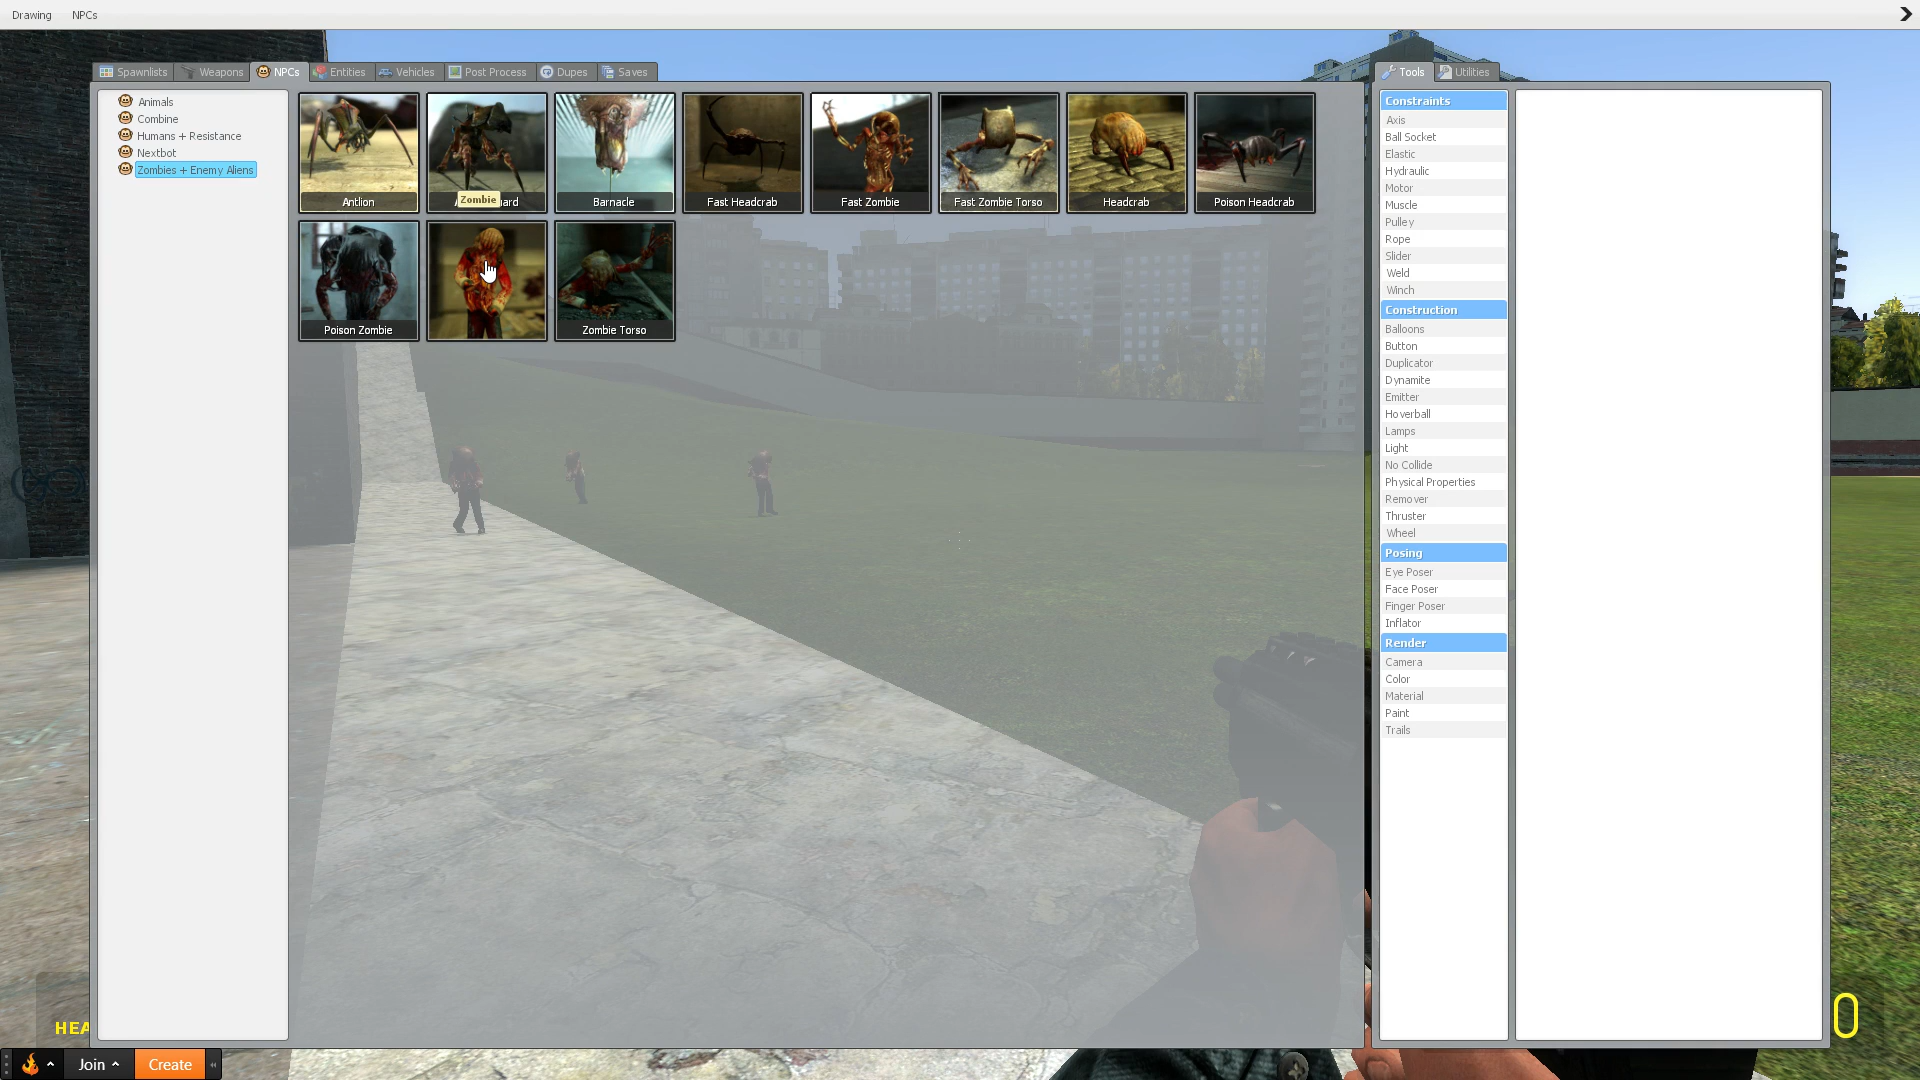 Drawing NPCs
Spawnlists Weapons NPCs Entities Vehicles Post Process Dupes Saves
Tools Utilities
Animals
Combine
Humans + Resistance
Nextbot
Zombies + Enemy Aliens
Antlion
Zombie
Barnacle
Fast Headcrab
Fast Zombie
Fast Zombie Torso
Headcrab
Poison Headcrab
Poison Zombie
Zombie Torso
Constraints
Axis
Ball Socket
Elastic
Hydraulic
Motor
Muscle
Pulley
Rope
Slider
Weld
Winch
Construction
Balloons
Button
Duplicator
Dynamite
Emitter
Hoverball
Lamps
Light
No Collide
Physical Properties
Remover
Thruster
Wheel
Posing
Eye Poser
Face Poser
Finger Poser
Inflator
Render
Camera
Color
Material
Paint
Trails
HEA
0
Join Create